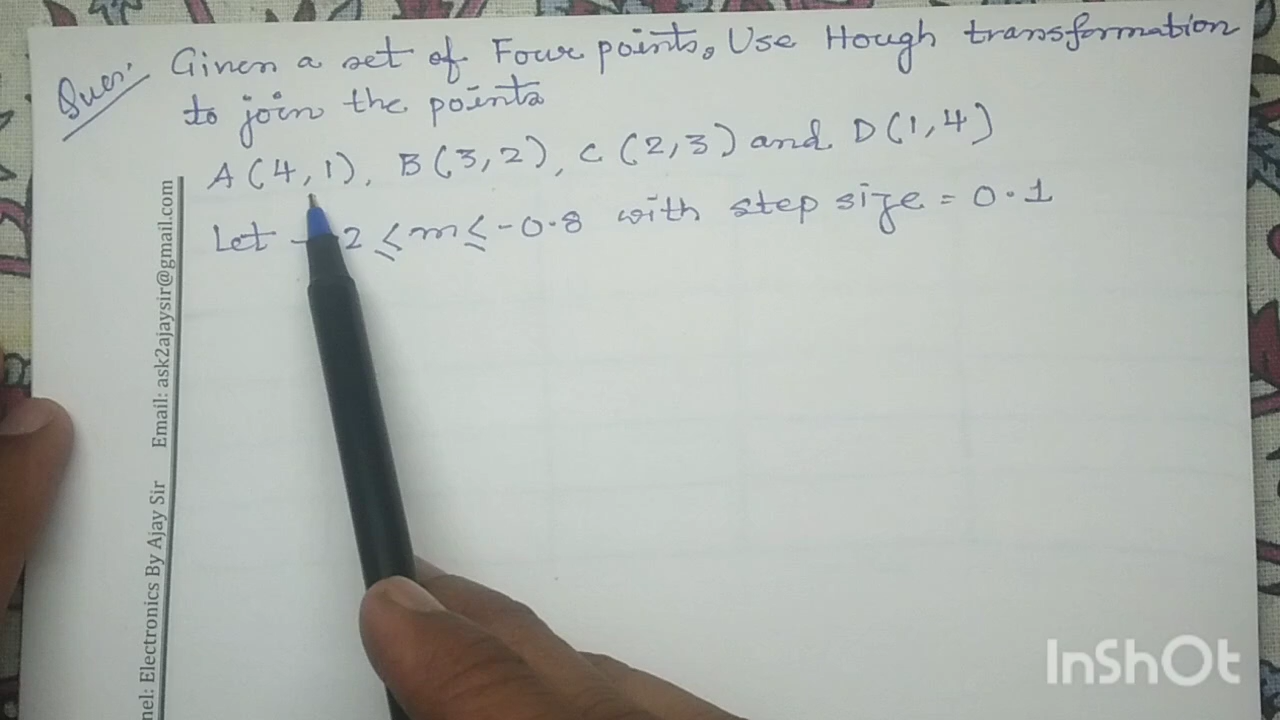 Ques:
Given a set of Four points, Use Hough transformation
to join the points
A(4,1), B(3,2), C(2,3) and D(1,4)
Let 2 ≤ m ≤ -0.8 with step size = 0.1
nel: Electronics By Ajay Sir Email: ask2ajaysir@gmail.com
InShOt